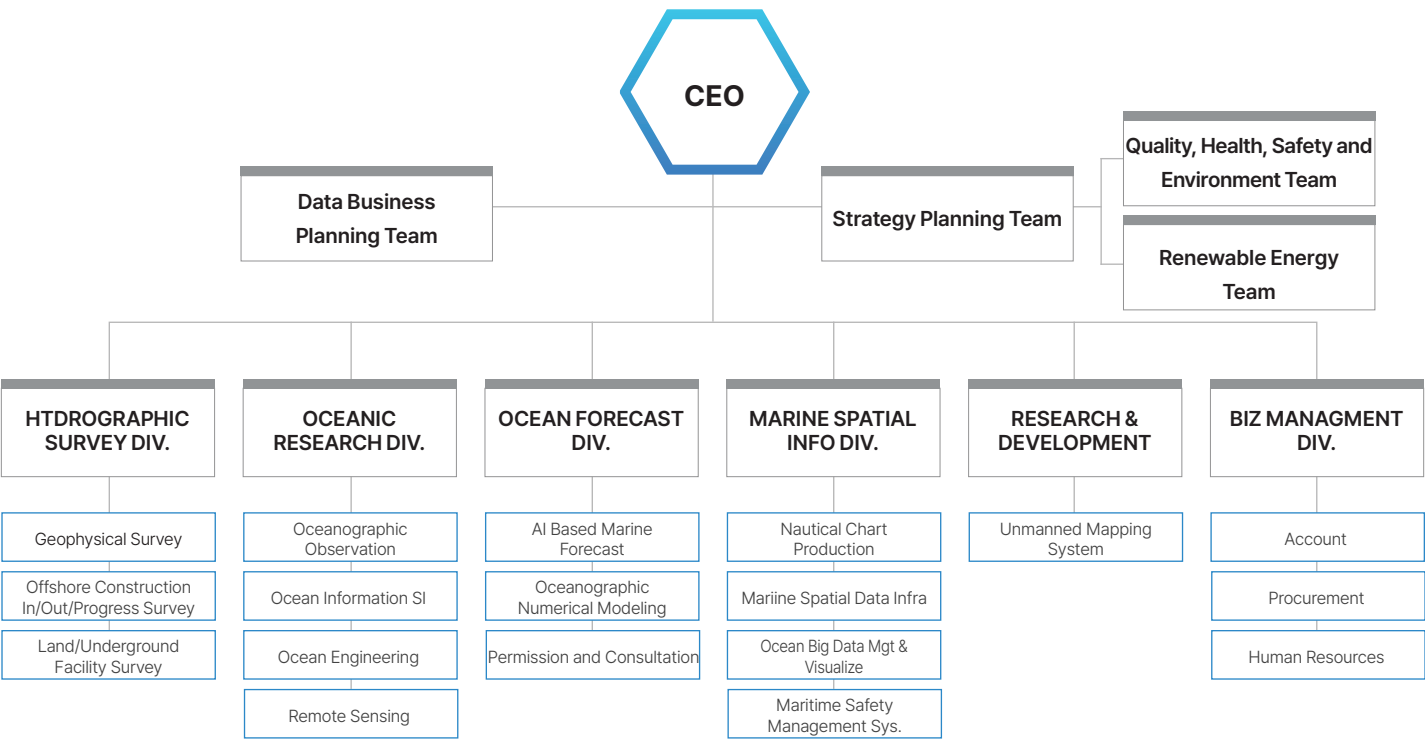 CEO
Quality, Health, Safety and
Environment Team
Data Business
Planning Team
Strategy Planning Team
Renewable Energy
Team
HTDROGRAPHIC
SURVEY DIV.
OCEANIC
RESEARCH DIV.
OCEAN FORECAST
DIV.
MARINE SPATIAL
INFO DIV.
RESEARCH &
DEVELOPMENT
BIZ MANAGMENT
DIV.
Geophysical Survey
Offshore Construction
In/Out/Progress Survey
Land/Underground
Facility Survey
Oceanographic
Observation
Ocean Information SI
Ocean Engineering
Remote Sensing
AI Based Marine
Forecast
Oceanographic
Numerical Modeling
Permission and Consultation
Nautical Chart
Production
Mariine Spatial Data Infra
Ocean Big Data Mgt &
Visualize
Maritime Safety
Management Sys.
Unmanned Mapping
System
Account
Procurement
Human Resources